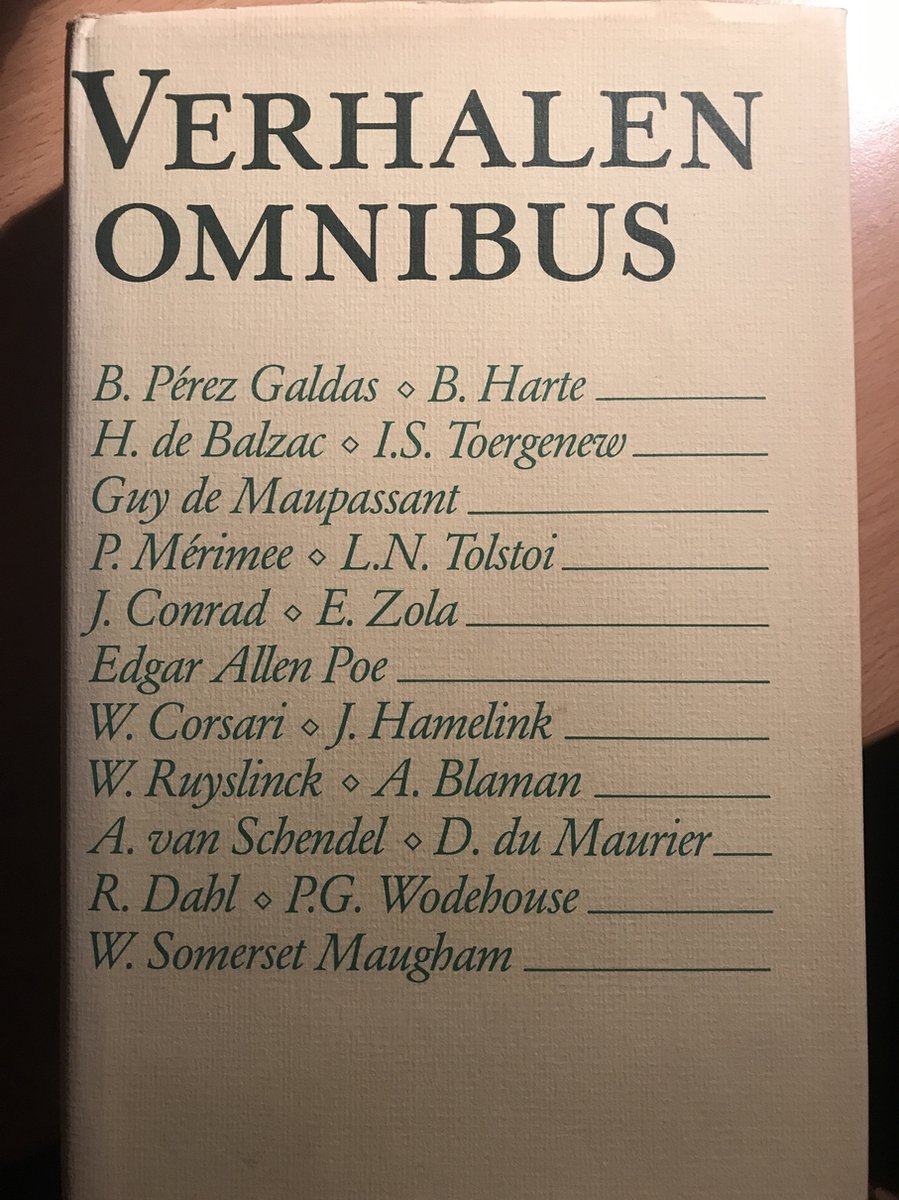 VERHALEN
OMNIBUS
B. Pérez Galdas ⋄ B. Harte
H. de Balzac ⋄ I.S. Toergenew
Guy de Maupassant
P. Mérimee ⋄ L.N. Tolstoi
J. Conrad ⋄ E. Zola
Edgar Allen Poe
W. Corsari ⋄ J. Hamelink
W. Ruyslinck ⋄ A. Blaman
A. van Schendel ⋄ D. du Maurier
R. Dahl ⋄ P.G. Wodehouse
W. Somerset Maugham